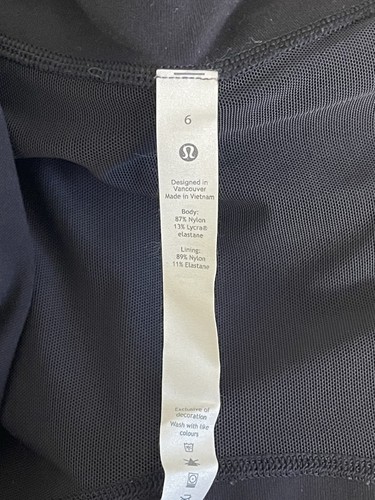 6
Designed in
Vancouver
Made in Vietnam
Body:
87% Nylon
13% Lycra®
elastane
Lining:
89% Nylon
11% Elastane
Exclusive of
decoration
Wash with like
colours